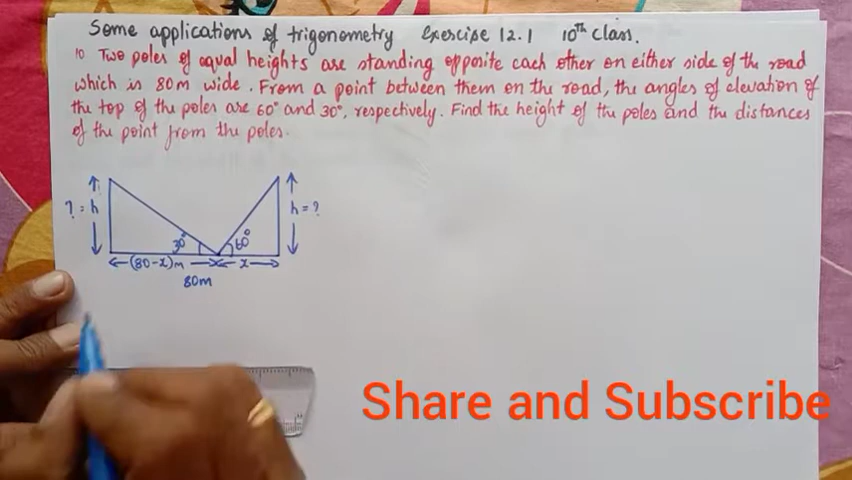 Some applications of trigonometry Exercise 12.1 10th Class.
10 Two poles of equal heights are standing opposite each other on either side of the road
which is 80m wide. From a point between them on the road, the angles of elevation of
the top of the poles are 60° and 30°, respectively. Find the height of the poles and the distances
of the point from the poles.
? = h
h = ?
30°
60°
(80-x)m
x
80m
Share and Subscribe